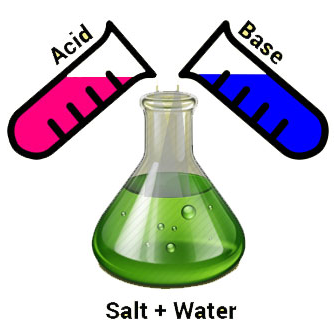 Acid
Base
Salt + Water